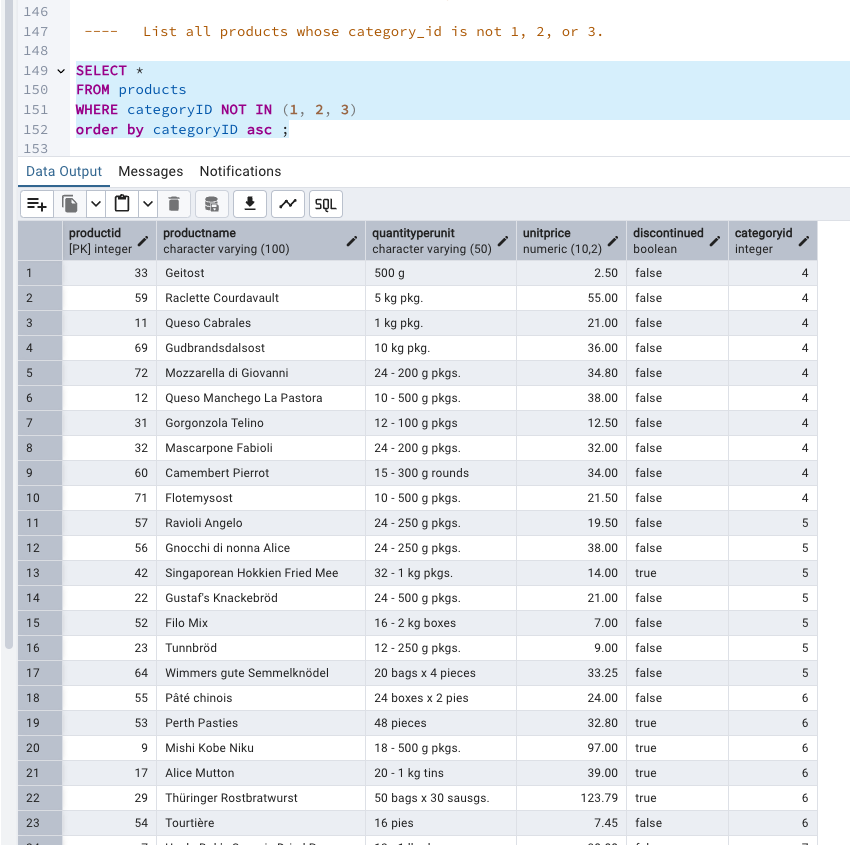 146
147 ---- List all products whose category_id is not 1, 2, or 3.
148
149 SELECT *
150 FROM products
151 WHERE categoryID NOT IN (1, 2, 3)
152 order by categoryID asc ;
153
Data Output Messages Notifications
SQL
productid productname quantityperunit unitprice discontinued categoryid
[PK] integer character varying (100) character varying (50) numeric (10,2) boolean integer
1 33 Geitost 500 g 2.50 false 4
2 59 Raclette Courdavault 5 kg pkg. 55.00 false 4
3 11 Queso Cabrales 1 kg pkg. 21.00 false 4
4 69 Gudbrandsdalsost 10 kg pkg. 36.00 false 4
5 72 Mozzarella di Giovanni 24 - 200 g pkgs. 34.80 false 4
6 12 Queso Manchego La Pastora 10 - 500 g pkgs. 38.00 false 4
7 31 Gorgonzola Telino 12 - 100 g pkgs 12.50 false 4
8 32 Mascarpone Fabioli 24 - 200 g pkgs. 32.00 false 4
9 60 Camembert Pierrot 15 - 300 g rounds 34.00 false 4
10 71 Flotemysost 10 - 500 g pkgs. 21.50 false 4
11 57 Ravioli Angelo 24 - 250 g pkgs. 19.50 false 5
12 56 Gnocchi di nonna Alice 24 - 250 g pkgs. 38.00 false 5
13 42 Singaporean Hokkien Fried Mee 32 - 1 kg pkgs. 14.00 true 5
14 22 Gustaf's Knackebröd 24 - 500 g pkgs. 21.00 false 5
15 52 Filo Mix 16 - 2 kg boxes 7.00 false 5
16 23 Tunnbröd 12 - 250 g pkgs. 9.00 false 5
17 64 Wimmers gute Semmelknödel 20 bags x 4 pieces 33.25 false 5
18 55 Pâté chinois 24 boxes x 2 pies 24.00 false 6
19 53 Perth Pasties 48 pieces 32.80 true 6
20 9 Mishi Kobe Niku 18 - 500 g pkgs. 97.00 true 6
21 17 Alice Mutton 20 - 1 kg tins 39.00 true 6
22 29 Thüringer Rostbratwurst 50 bags x 30 sausgs. 123.79 true 6
23 54 Tourtière 16 pies 7.45 false 6